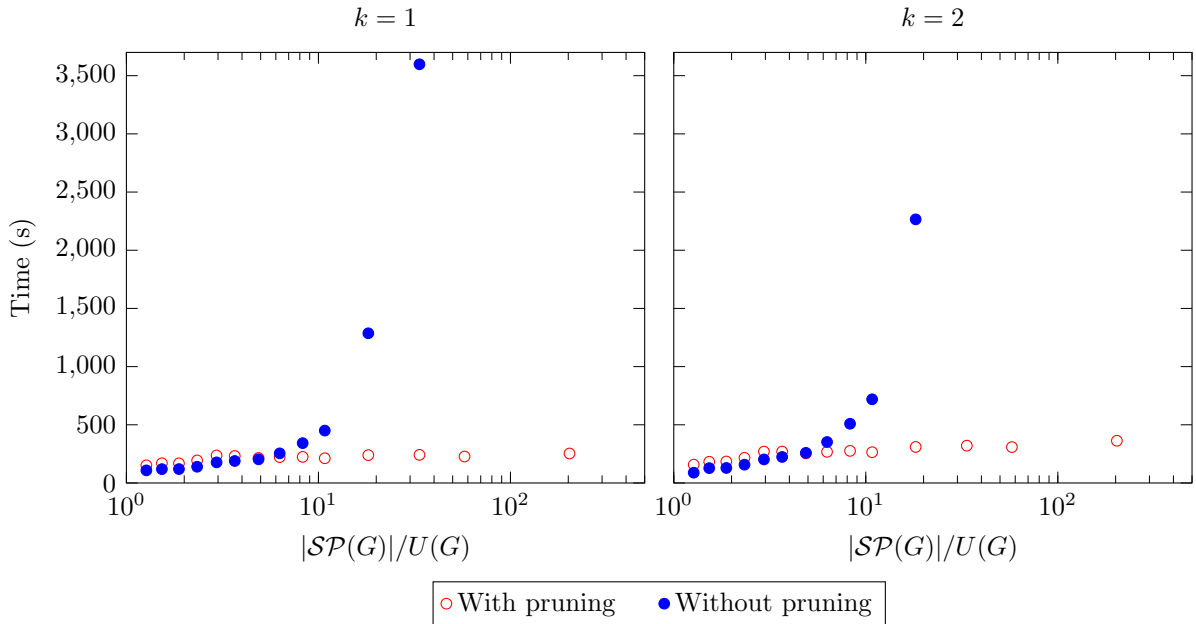 k = 1
k = 2
3,500
3,000
2,500
2,000
1,500
1,000
500
0
Time (s)
10^0
10^1
10^2
10^0
10^1
10^2
|𝒮𝒫(G)|/U(G)
|𝒮𝒫(G)|/U(G)
With pruning
Without pruning